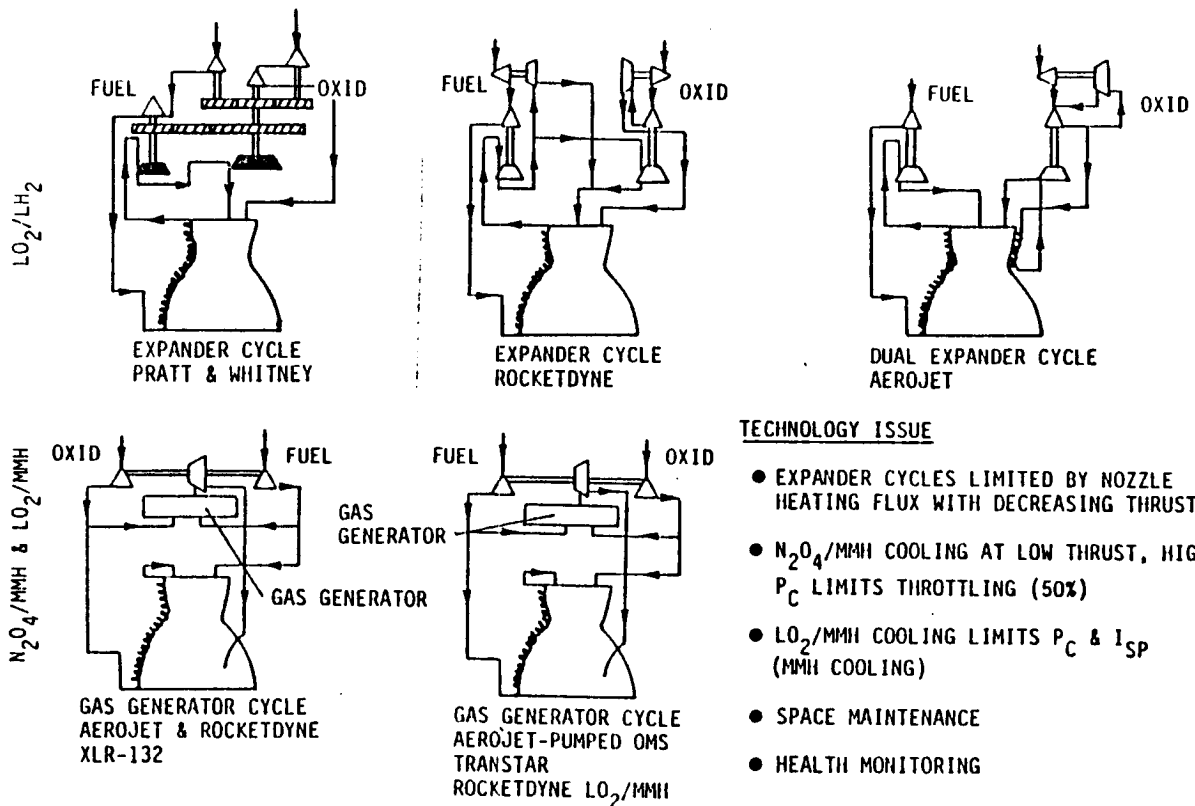 LO2/LH2
FUEL
OXID
EXPANDER CYCLE
PRATT & WHITNEY
FUEL
OXID
EXPANDER CYCLE
ROCKETDYNE
FUEL
OXID
DUAL EXPANDER CYCLE
AEROJET
N2O4/MMH & LO2/MMH
OXID
FUEL
GAS GENERATOR
GAS GENERATOR CYCLE
AEROJET & ROCKETDYNE
XLR-132
FUEL
OXID
GAS
GENERATOR
GAS GENERATOR CYCLE
AEROJET-PUMPED OMS
TRANSTAR
ROCKETDYNE LO2/MMH
TECHNOLOGY ISSUE
● EXPANDER CYCLES LIMITED BY NOZZLE
HEATING FLUX WITH DECREASING THRUST
● N2O4/MMH COOLING AT LOW THRUST, HIG
PC LIMITS THROTTLING (50%)
● LO2/MMH COOLING LIMITS PC & ISP
(MMH COOLING)
● SPACE MAINTENANCE
● HEALTH MONITORING